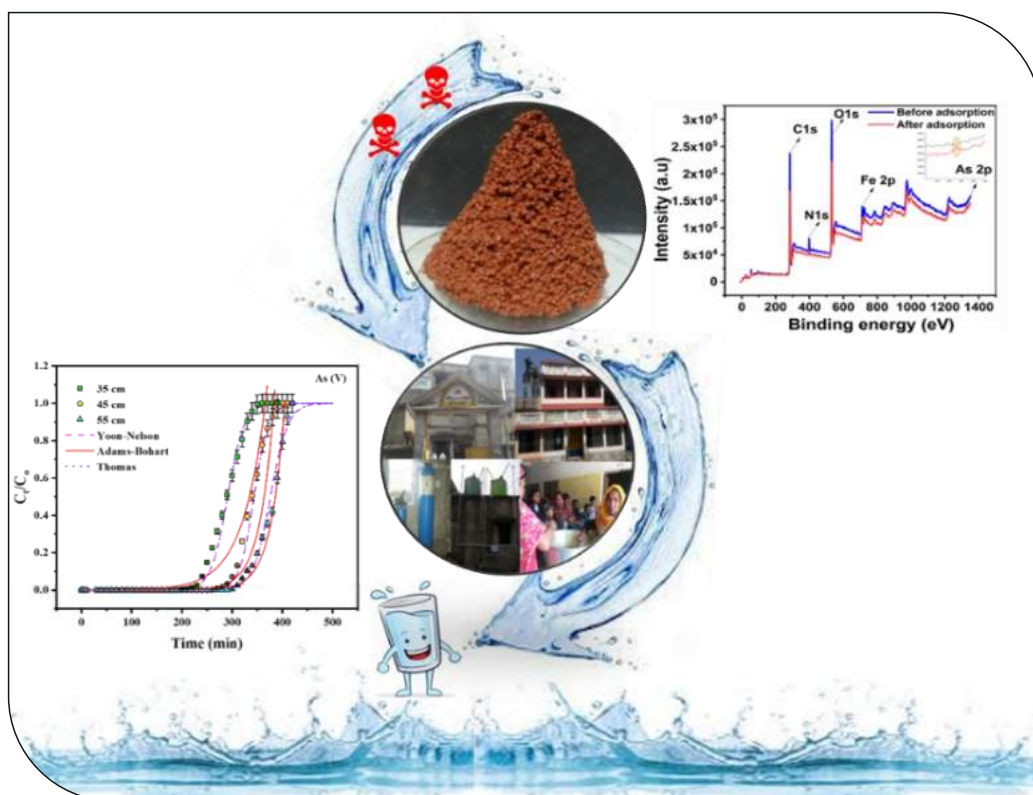 3x10⁵
2.5x10⁵
2x10⁵
1.5x10⁵
1x10⁵
5x10⁴
0
Intensity (a.u)
O1s
C1s
N1s
Fe 2p
As 2p
Before adsorption
After adsorption
0 200 400 600 800 1000 1200 1400
Binding energy (eV)
1.2
1.0
0.8
0.6
0.4
0.2
0.0
Cₜ/Cₒ
As (V)
35 cm
45 cm
55 cm
Yoon-Nelson
Adams-Bohart
Thomas
0 100 200 300 400 500
Time (min)